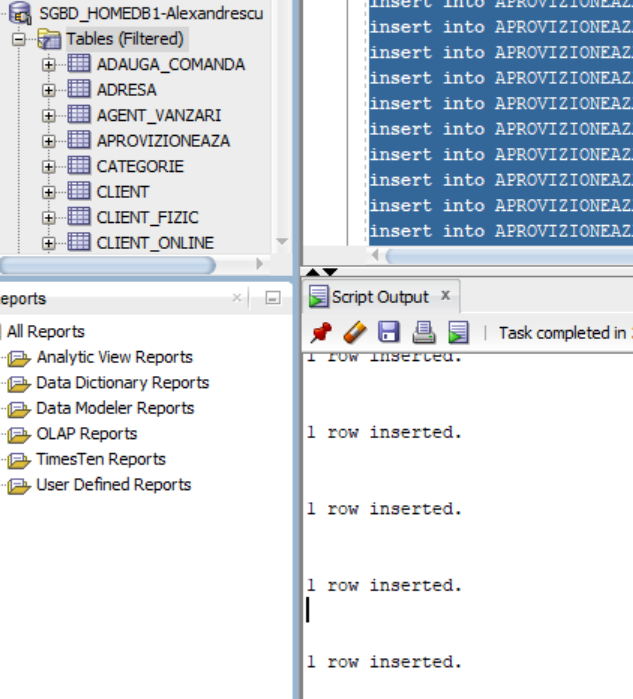 SGBD_HOMEDB1-Alexandrescu
Tables (Filtered)
ADAUGA_COMANDA
ADRESA
AGENT_VANZARI
APROVIZIONEAZA
CATEGORIE
CLIENT
CLIENT_FIZIC
CLIENT_ONLINE
insert into APROVIZIONEAZA
insert into APROVIZIONEAZA
insert into APROVIZIONEAZA
insert into APROVIZIONEAZA
insert into APROVIZIONEAZA
insert into APROVIZIONEAZA
insert into APROVIZIONEAZA
insert into APROVIZIONEAZA
insert into APROVIZIONEAZA
insert into APROVIZIONEAZA
eports
All Reports
Analytic View Reports
Data Dictionary Reports
Data Modeler Reports
OLAP Reports
TimesTen Reports
User Defined Reports
Script Output
Task completed in
1 row inserted.
1 row inserted.
1 row inserted.
1 row inserted.
1 row inserted.